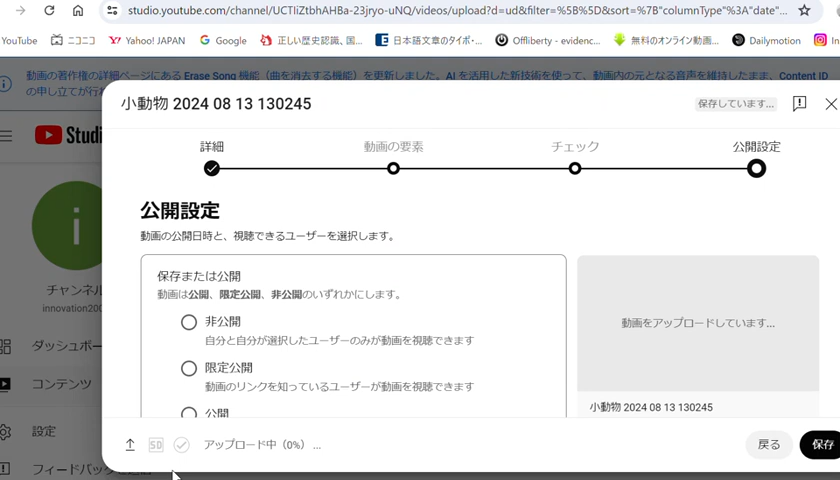 studio.youtube.com/channel/UCTIiZtbhAHBa-23jryo-uNQ/videos/upload?d=ud&filter=%5B%5D&sort=%7B"columnType"%3A"date"...
YouTube ニコニコ Yahoo! JAPAN Google 正しい歴史認識、国... 日本語文章のタイポ・... Offliberty - evidenc... 無料のオンライン動画... Dailymotion In
動画の著作権の詳細ページにある Erase Song 機能（曲を消去する機能）を更新しました。AI を活用した新技術を使って、動画内の元となる音声を維持したまま、Content ID
の申し立てが行わ
小動物 2024 08 13 130245
保存しています...
Studi
詳細 動画の要素 チェック 公開設定
公開設定
動画の公開日時と、視聴できるユーザーを選択します。
i
保存または公開
動画は公開、限定公開、非公開のいずれかにします。
チャンネル
innovation200
非公開
自分と自分が選択したユーザーのみが動画を視聴できます
動画をアップロードしています...
ダッシュボー
限定公開
動画のリンクを知っているユーザーが動画を視聴できます
コンテンツ
公開
小動物 2024 08 13 130245
設定
SD アップロード中（0%）...
戻る
保存
フィードバックを送信